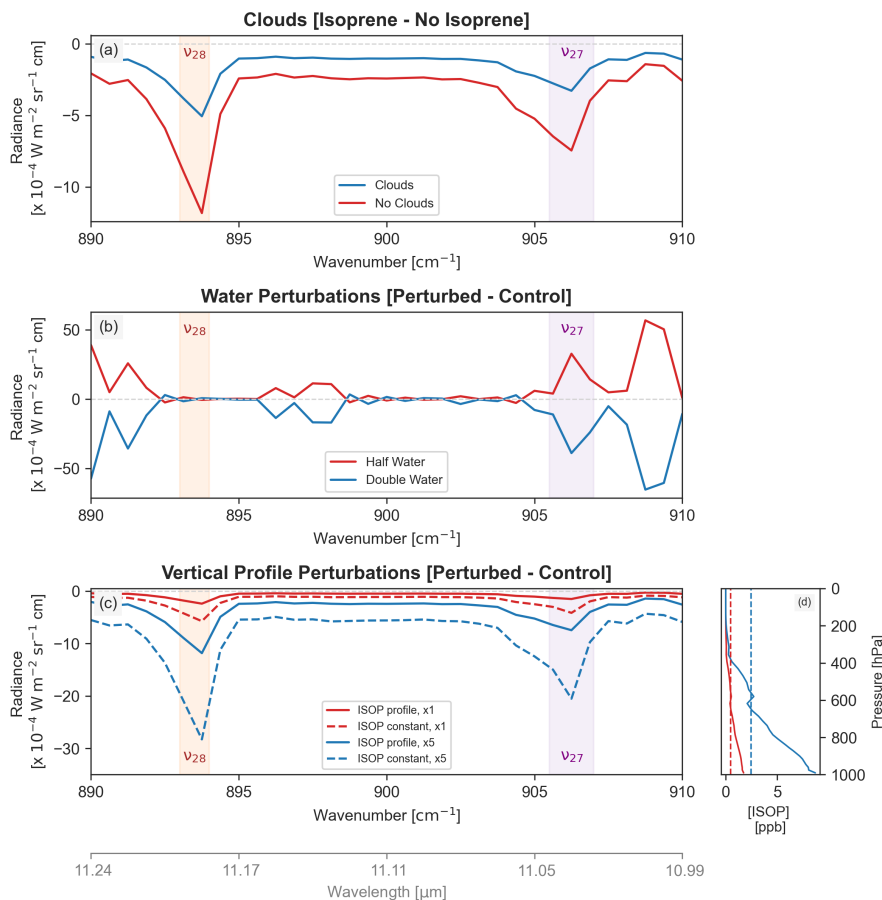 Clouds [Isoprene - No Isoprene]
(a)
ν28
ν27
0
−5
−10
Radiance
[x 10−4 W m−2 sr−1 cm]
Clouds
No Clouds
890 895 900 905 910
Wavenumber [cm−1]
Water Perturbations [Perturbed - Control]
(b)
ν28
ν27
50
0
−50
Radiance
[x 10−4 W m−2 sr−1 cm]
Half Water
Double Water
890 895 900 905 910
Wavenumber [cm−1]
Vertical Profile Perturbations [Perturbed - Control]
(c)
0
−10
−20
−30
Radiance
[x 10−4 W m−2 sr−1 cm]
ISOP profile, x1
ISOP constant, x1
ISOP profile, x5
ISOP constant, x5
ν28
ν27
890 895 900 905 910
Wavenumber [cm−1]
(d)
0
200
400
600
800
1000
Pressure [hPa]
0 5
[ISOP]
[ppb]
11.24 11.17 11.11 11.05 10.99
Wavelength [μm]